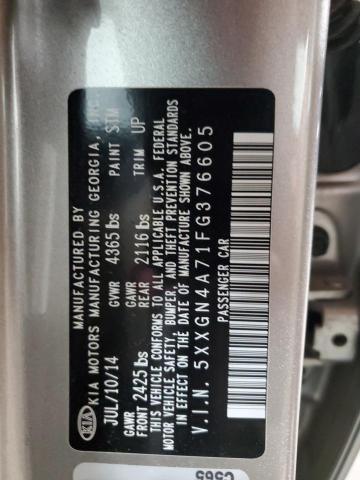 KIA
MANUFACTURED BY
KIA MOTORS MANUFACTURING GEORGIA, INC.
JUL/10/14 GVWR 4365 lbs PAINT STM
GAWR FRONT 2425 lbs GAWR REAR 2116 lbs TRIM UP
THIS VEHICLE CONFORMS TO ALL APPLICABLE U.S.A. FEDERAL
MOTOR VEHICLE SAFETY, BUMPER, AND THEFT PREVENTION STANDARDS
IN EFFECT ON THE DATE OF MANUFACTURE SHOWN ABOVE.
V.I.N. 5XXGN4A71FG376605
PASSENGER CAR
C565